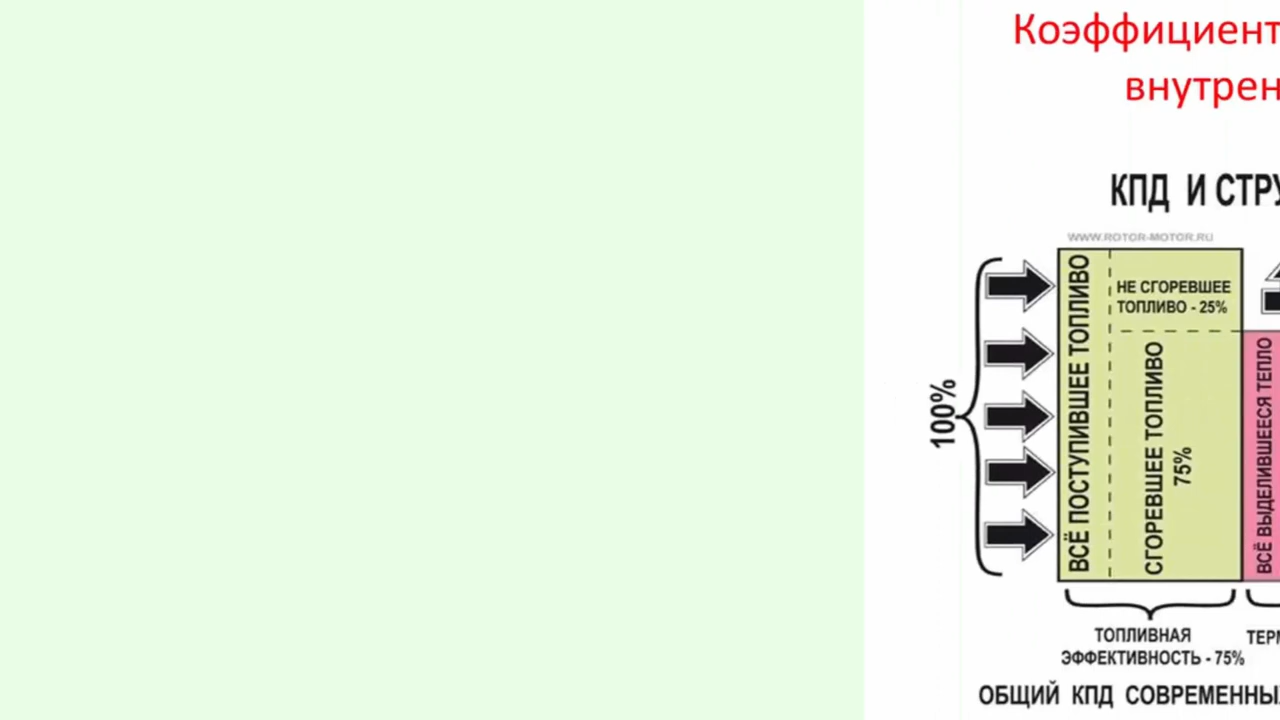 Коэффициент
внутрен
КПД И СТРУ
WWW.ROTOR-MOTOR.RU
100%
ВСЁ ПОСТУПИВШЕЕ ТОПЛИВО
НЕ СГОРЕВШЕЕ
ТОПЛИВО - 25%
СГОРЕВШЕЕ ТОПЛИВО
75%
ВСЁ ВЫДЕЛИВШЕЕСЯ ТЕПЛО
ТОПЛИВНАЯ
ЭФФЕКТИВНОСТЬ - 75%
ТЕРМ
ОБЩИЙ КПД СОВРЕМЕННЫХ